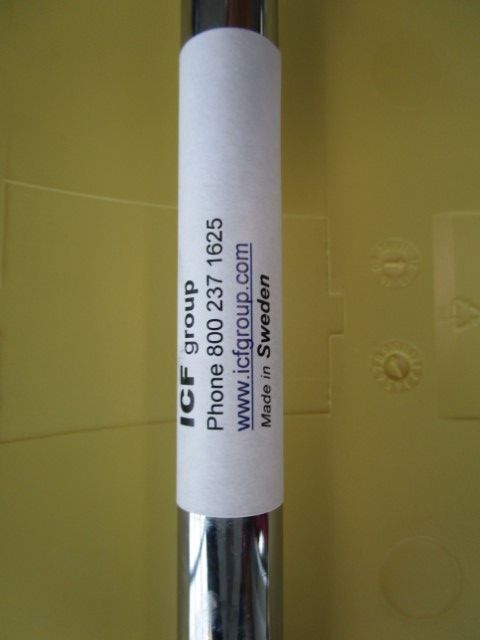 ICF group
Phone 800 237 1625
www.icfgroup.com
Made in Sweden